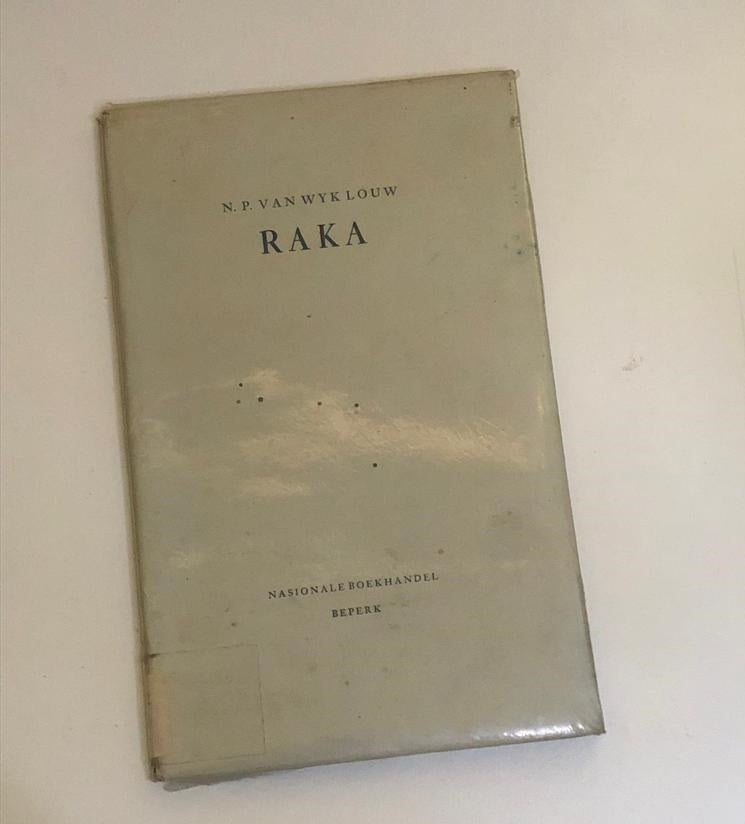 N. P. VAN WYK LOUW
RAKA
NASIONALE BOEKHANDEL
BEPERK